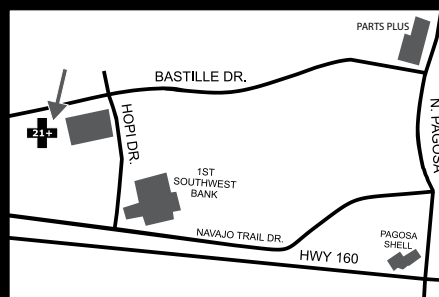 PARTS PLUS
BASTILLE DR.
N. PAGOSA
21+
HOPI DR.
1ST
SOUTHWEST
BANK
NAVAJO TRAIL DR.
PAGOSA
SHELL
HWY 160